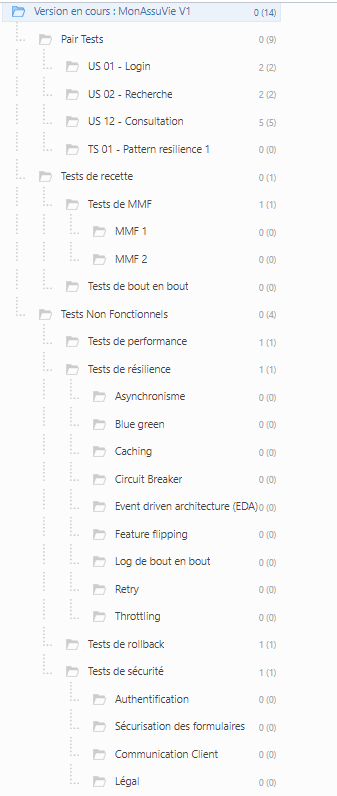 Version en cours : MonAssuVie V1 0 (14)
Pair Tests 0 (9)
US 01 - Login 2 (2)
US 02 - Recherche 2 (2)
US 12 - Consultation 5 (5)
TS 01 - Pattern resilience 1 0 (0)
Tests de recette 0 (1)
Tests de MMF 1 (1)
MMF 1 0 (0)
MMF 2 0 (0)
Tests de bout en bout 0 (0)
Tests Non Fonctionnels 0 (4)
Tests de performance 1 (1)
Tests de résilience 1 (1)
Asynchronisme 0 (0)
Blue green 0 (0)
Caching 0 (0)
Circuit Breaker 0 (0)
Event driven architecture (EDA) 0 (0)
Feature flipping 0 (0)
Log de bout en bout 0 (0)
Retry 0 (0)
Throttling 0 (0)
Tests de rollback 1 (1)
Tests de sécurité 1 (1)
Authentification 0 (0)
Sécurisation des formulaires 0 (0)
Communication Client 0 (0)
Légal 0 (0)